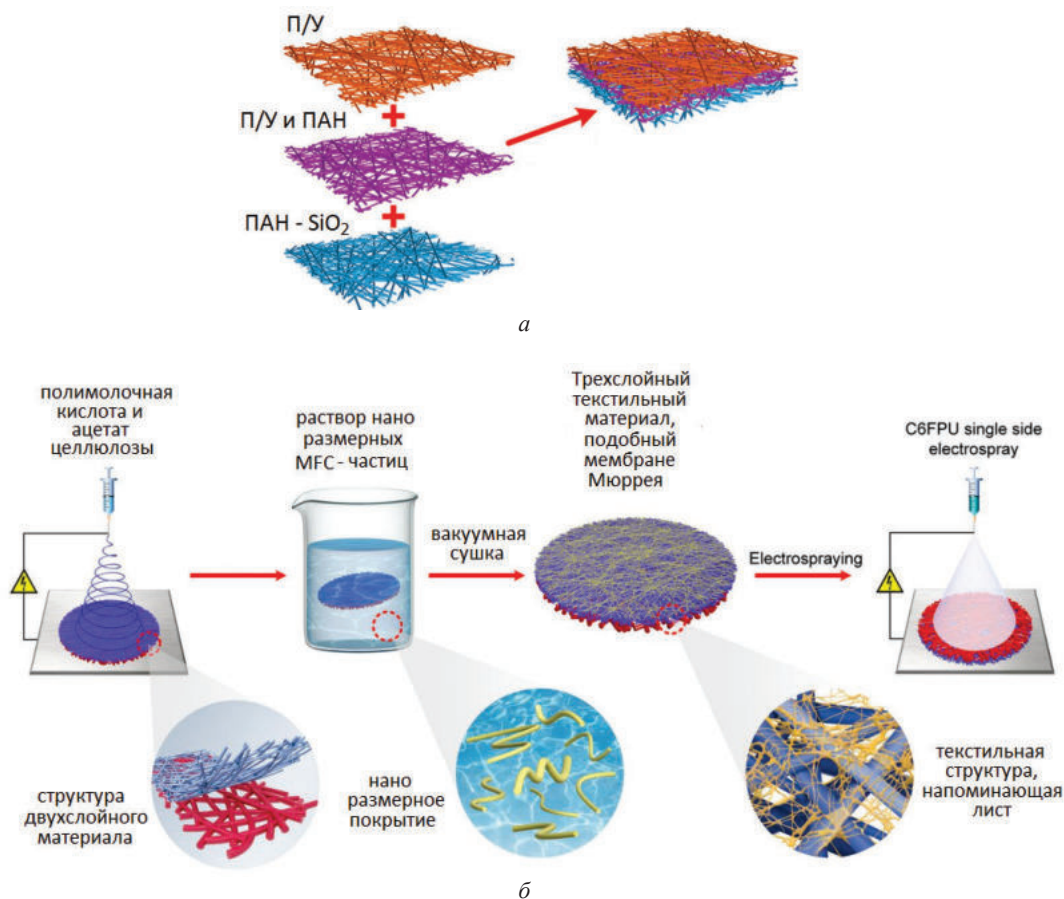 П/У
П/У и ПАН
ПАН - SiO₂
а
полимолочная
кислота и
ацетат
целлюлозы
раствор нано
размерных
MFC - частиц
вакуумная
сушка
Трехслойный
текстильный
материал,
подобный
мембране
Мюррея
Electrospraying
C6FPU single side
electrospray
структура
двухслойного
материала
нано
размерное
покрытие
текстильная
структура,
напоминающая
лист
б